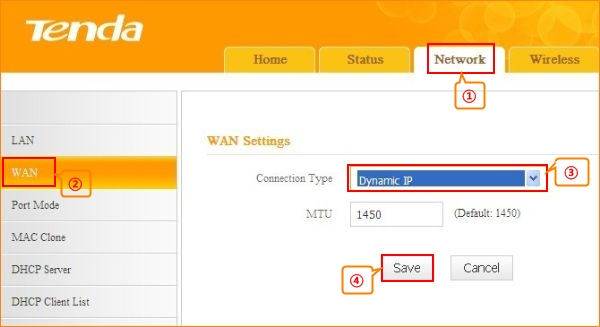 Tenda
Home Status Network Wireless
①
LAN
WAN
②
Port Mode
MAC Clone
DHCP Server
DHCP Client List
WAN Settings
Connection Type Dynamic IP
③
MTU 1450 (Default: 1450)
④
Save Cancel